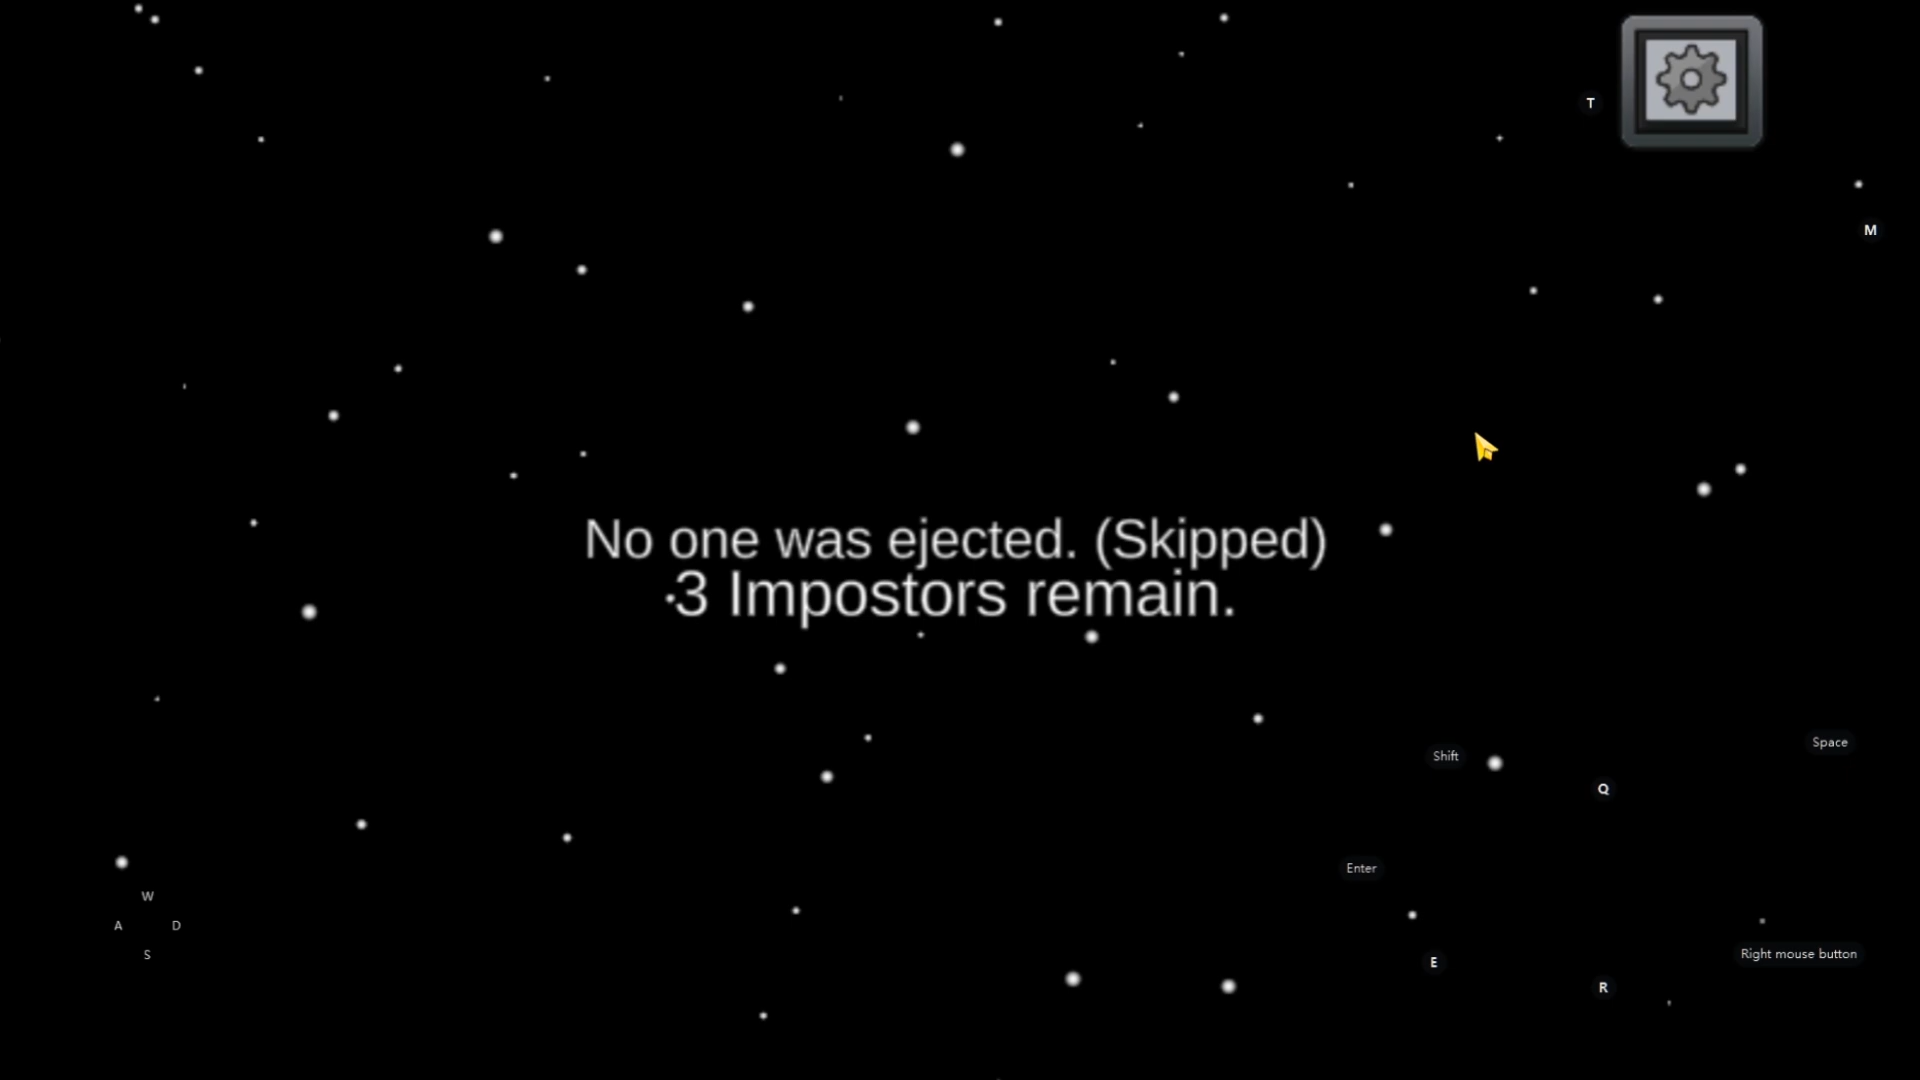 T
M
No one was ejected. (Skipped)
3 Impostors remain.
Shift
Space
Q
Enter
W
A D
S
E
Right mouse button
R